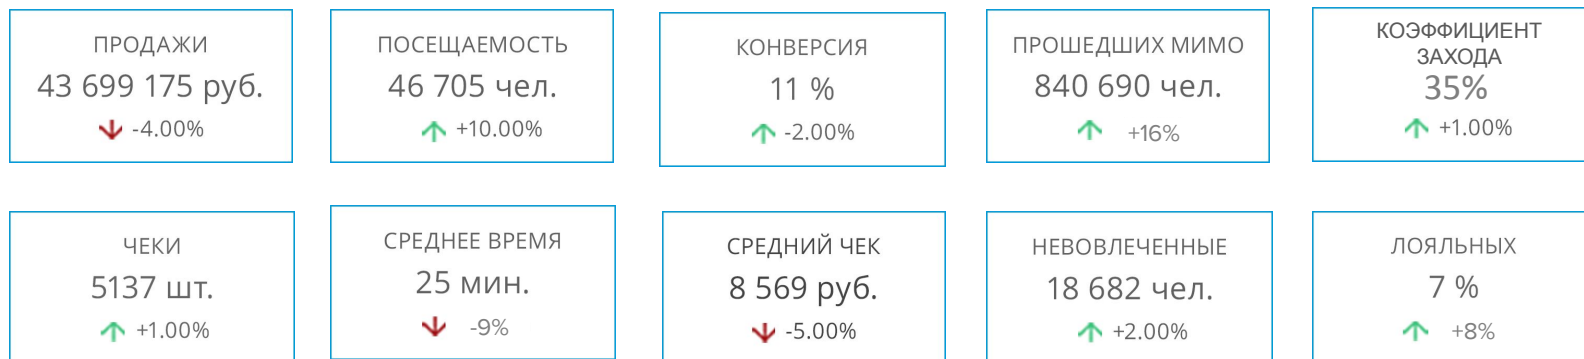 ПРОДАЖИ
43 699 175 руб.
-4.00%
ПОСЕЩАЕМОСТЬ
46 705 чел.
+10.00%
КОНВЕРСИЯ
11 %
-2.00%
ПРОШЕДШИХ МИМО
840 690 чел.
+16%
КОЭФФИЦИЕНТ
ЗАХОДА
35%
+1.00%
ЧЕКИ
5137 шт.
+1.00%
СРЕДНЕЕ ВРЕМЯ
25 мин.
-9%
СРЕДНИЙ ЧЕК
8 569 руб.
-5.00%
НЕВОВЛЕЧЕННЫЕ
18 682 чел.
+2.00%
ЛОЯЛЬНЫХ
7 %
+8%